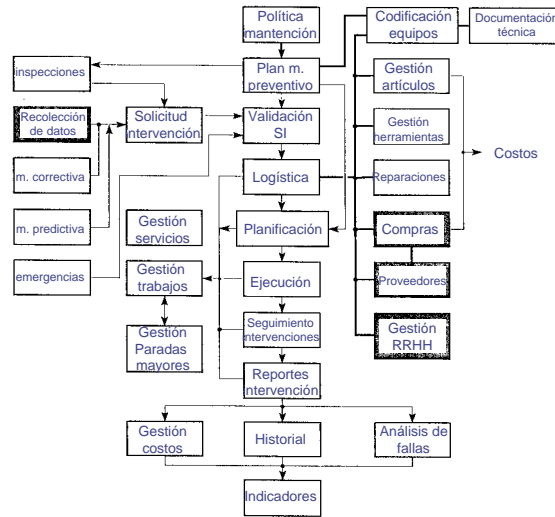 Política
mantención
Codificación
equipos
Documentación
técnica
inspecciones
Plan m.
preventivo
Gestión
artículos
Recolección
de datos
Solicitud
intervención
Validación
SI
Gestión
herramientas
Costos
m. correctiva
Logística
Reparaciones
m. predictiva
Gestión
servicios
Planificación
Compras
emergencias
Gestión
trabajos
Ejecución
Proveedores
Gestión
Paradas
mayores
Seguimiento
intervenciones
Gestión
RRHH
Reportes
intervención
Gestión
costos
Historial
Análisis de
fallas
Indicadores